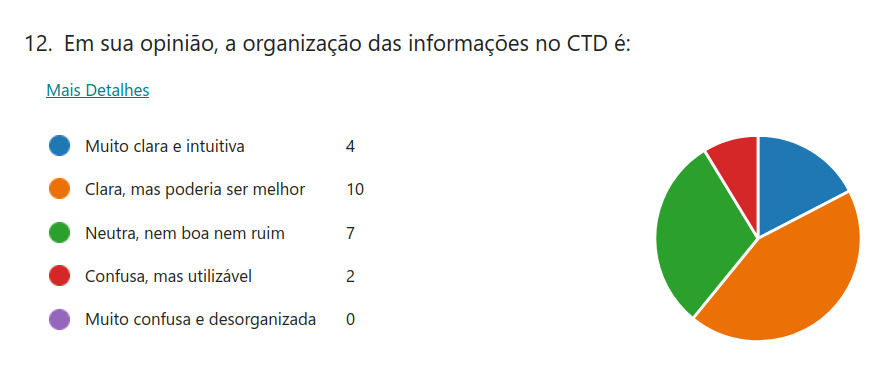 12. Em sua opinião, a organização das informações no CTD é:
Mais Detalhes
Muito clara e intuitiva 4
Clara, mas poderia ser melhor 10
Neutra, nem boa nem ruim 7
Confusa, mas utilizável 2
Muito confusa e desorganizada 0